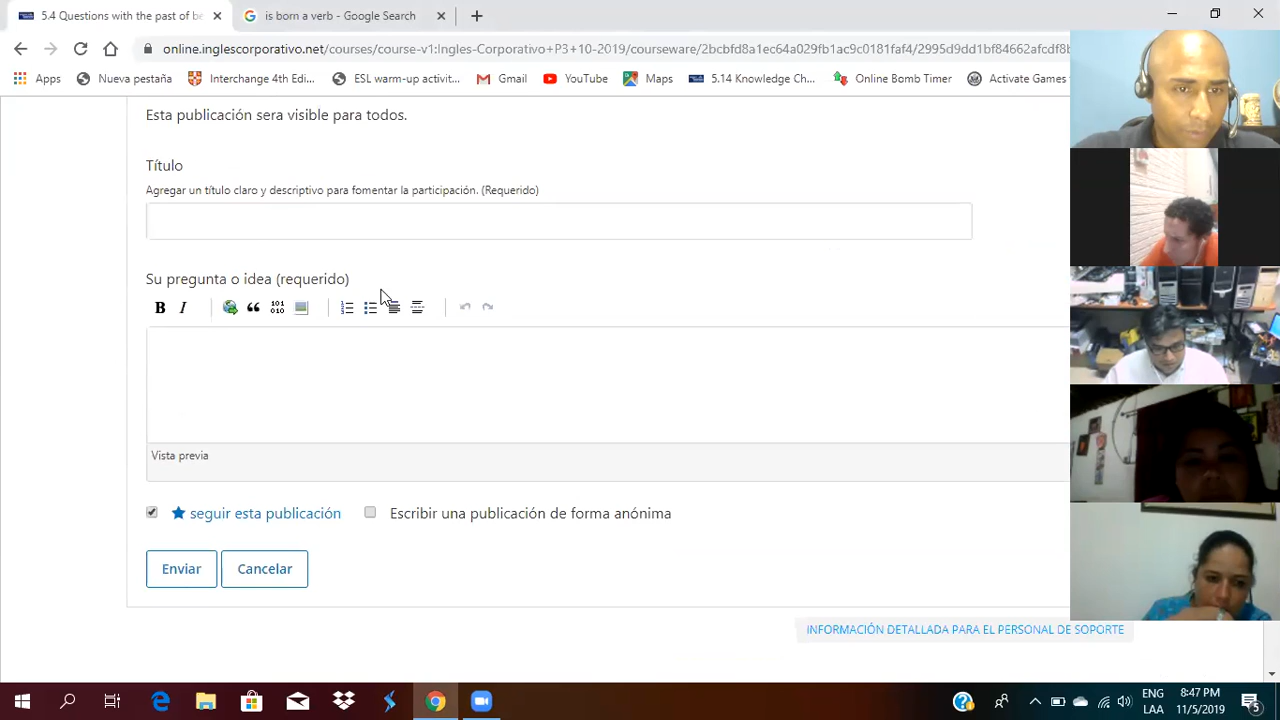 5.4 Questions with the past of be
is born a verb - Google Search
online.inglescorporativo.net/courses/course-v1:Ingles-Corporativo+P3+10-2019/courseware/2bcbfd8a1ec64a029fb1ac9c0181faf4/2995d9dd1bf84662afcdf8b
Apps
Nueva pestaña
Interchange 4th Edi...
ESL warm-up activit...
Gmail
YouTube
Maps
5.14 Knowledge Ch...
Online Bomb Timer
Activate Games f
Esta publicación sera visible para todos.
Título
Agregar un título claro y descriptivo para fomentar la participación. (Requerido)
Su pregunta o idea (requerido)
B I
Vista previa
seguir esta publicación
Escribir una publicación de forma anónima
Enviar
Cancelar
INFORMACIÓN DETALLADA PARA EL PERSONAL DE SOPORTE
ENG
LAA
8:47 PM
11/5/2019
5